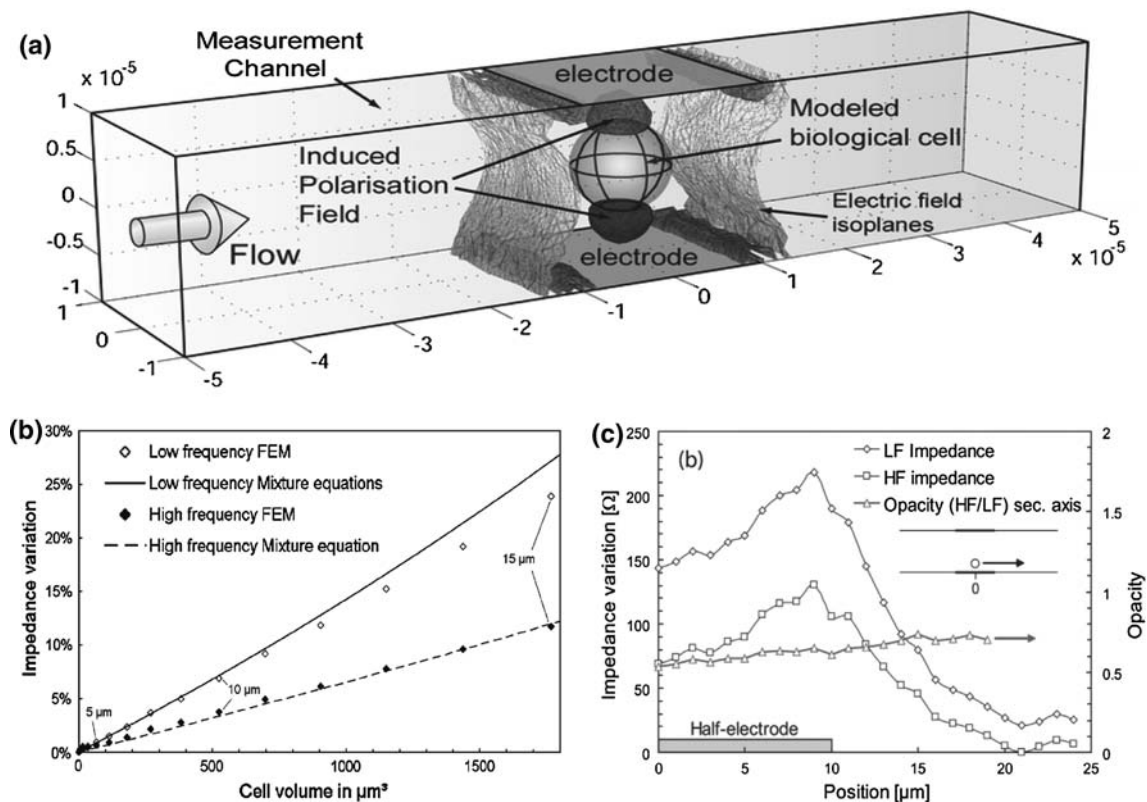 (a)
Measurement
Channel
x 10⁻⁵
1
0.5
0
-0.5
-1
1
0
-1
electrode
Modeled
biological cell
Induced
Polarisation
Field
Electric field
isoplanes
Flow
electrode
-5
-4
-3
-2
-1
0
1
2
3
4
5
x 10⁻⁵
(b)
30%
25%
20%
15%
10%
5%
0%
Impedance variation
Low frequency FEM
Low frequency Mixture equations
High frequency FEM
High frequency Mixture equation
15 µm
10 µm
5 µm
0
500
1000
1500
Cell volume in µm³
(c)
250
200
150
100
50
0
Impedance variation [Ω]
(b)
LF Impedance
HF impedance
Opacity (HF/LF) sec. axis
0
2
1.5
1
0.5
0
Opacity
Half-electrode
0
5
10
15
20
25
Position [µm]